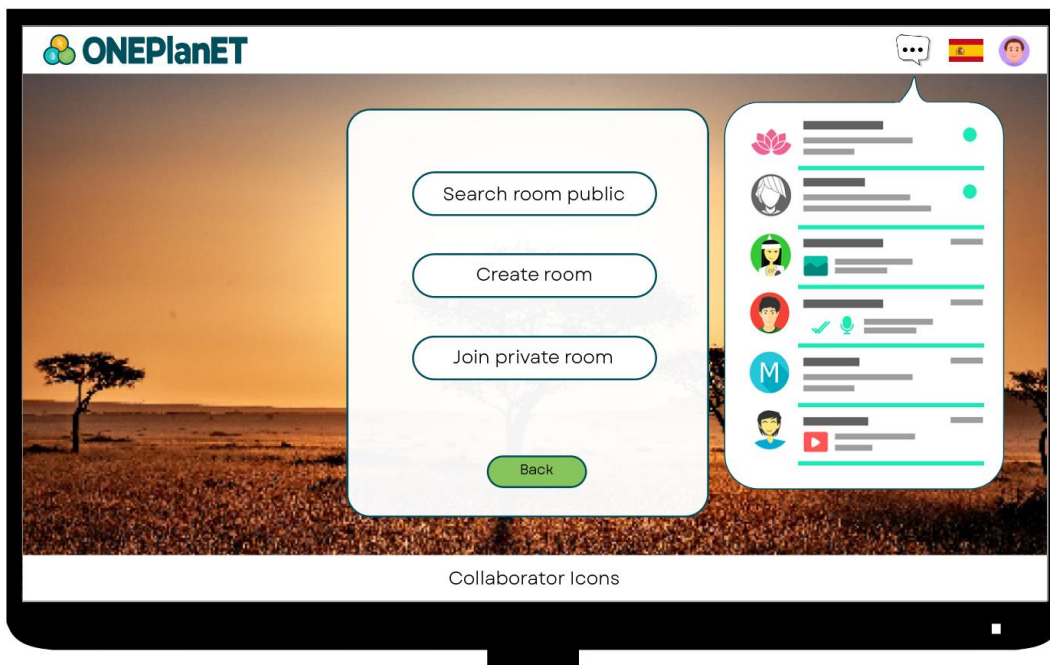 ONEPlanET
Search room public
Create room
Join private room
M
Back
Collaborator Icons